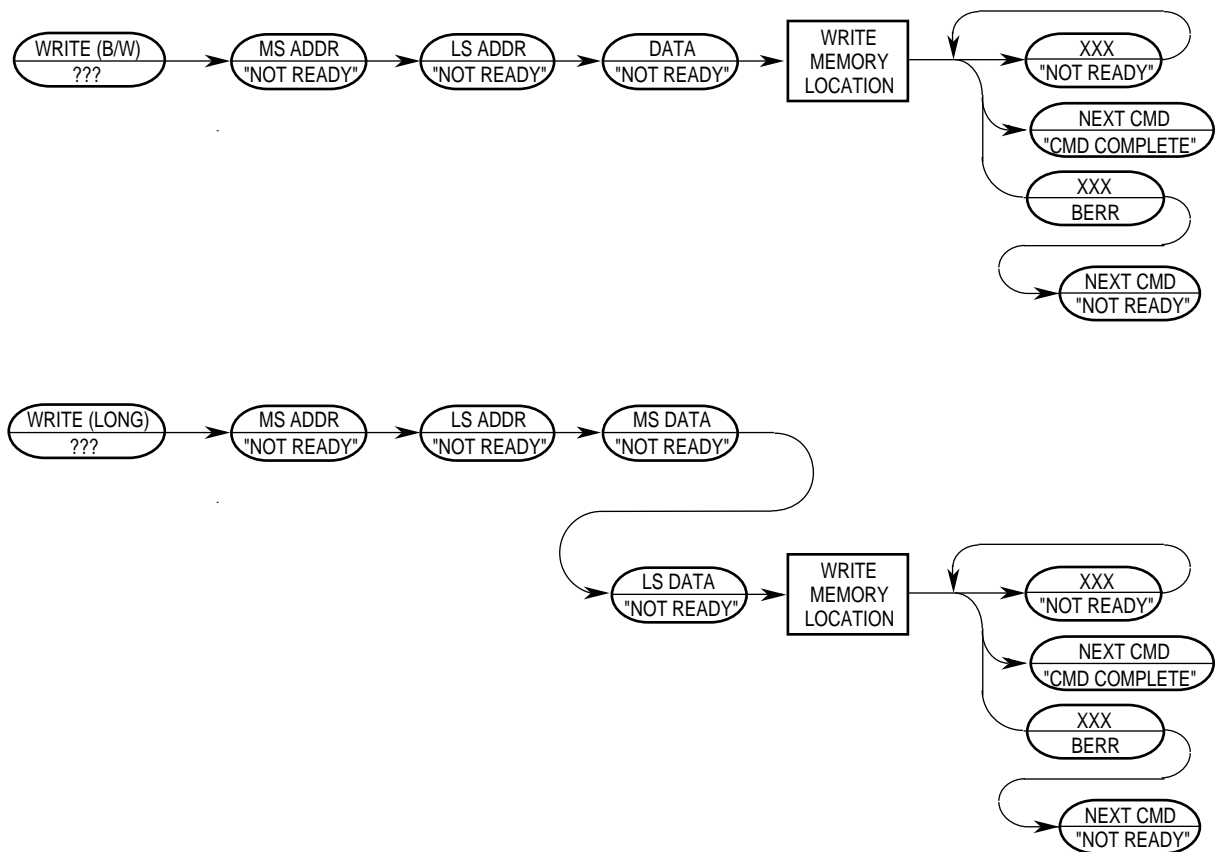 WRITE (B/W)
???
MS ADDR
"NOT READY"
LS ADDR
"NOT READY"
DATA
"NOT READY"
WRITE
MEMORY
LOCATION
XXX
"NOT READY"
NEXT CMD
"CMD COMPLETE"
XXX
BERR
NEXT CMD
"NOT READY"
WRITE (LONG)
???
MS ADDR
"NOT READY"
LS ADDR
"NOT READY"
MS DATA
"NOT READY"
LS DATA
"NOT READY"
WRITE
MEMORY
LOCATION
XXX
"NOT READY"
NEXT CMD
"CMD COMPLETE"
XXX
BERR
NEXT CMD
"NOT READY"